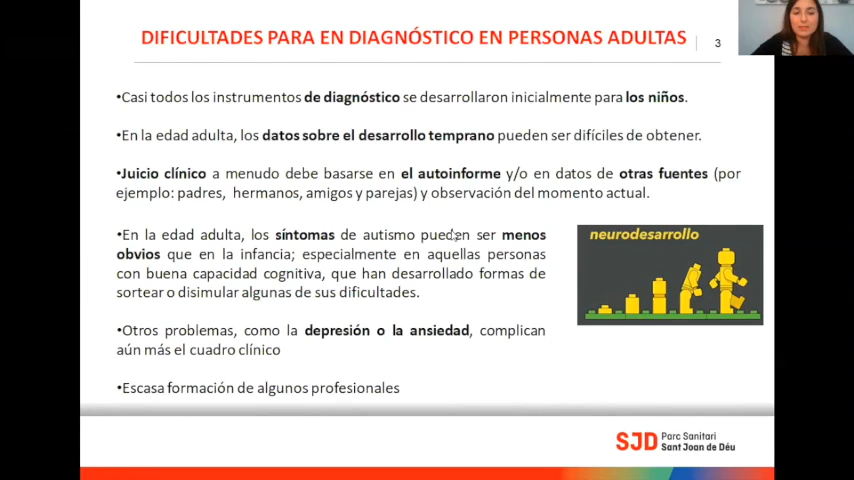 DIFICULTADES PARA EN DIAGNÓSTICO EN PERSONAS ADULTAS
3
•Casi todos los instrumentos de diagnóstico se desarrollaron inicialmente para los niños.
•En la edad adulta, los datos sobre el desarrollo temprano pueden ser difíciles de obtener.
•Juicio clínico a menudo debe basarse en el autoinforme y/o en datos de otras fuentes (por
ejemplo: padres, hermanos, amigos y parejas) y observación del momento actual.
•En la edad adulta, los síntomas de autismo pueden ser menos
obvios que en la infancia; especialmente en aquellas personas
con buena capacidad cognitiva, que han desarrollado formas de
sortear o disimular algunas de sus dificultades.
neurodesarrollo
•Otros problemas, como la depresión o la ansiedad, complican
aún más el cuadro clínico
•Escasa formación de algunos profesionales
SJD Parc Sanitari
Sant Joan de Déu